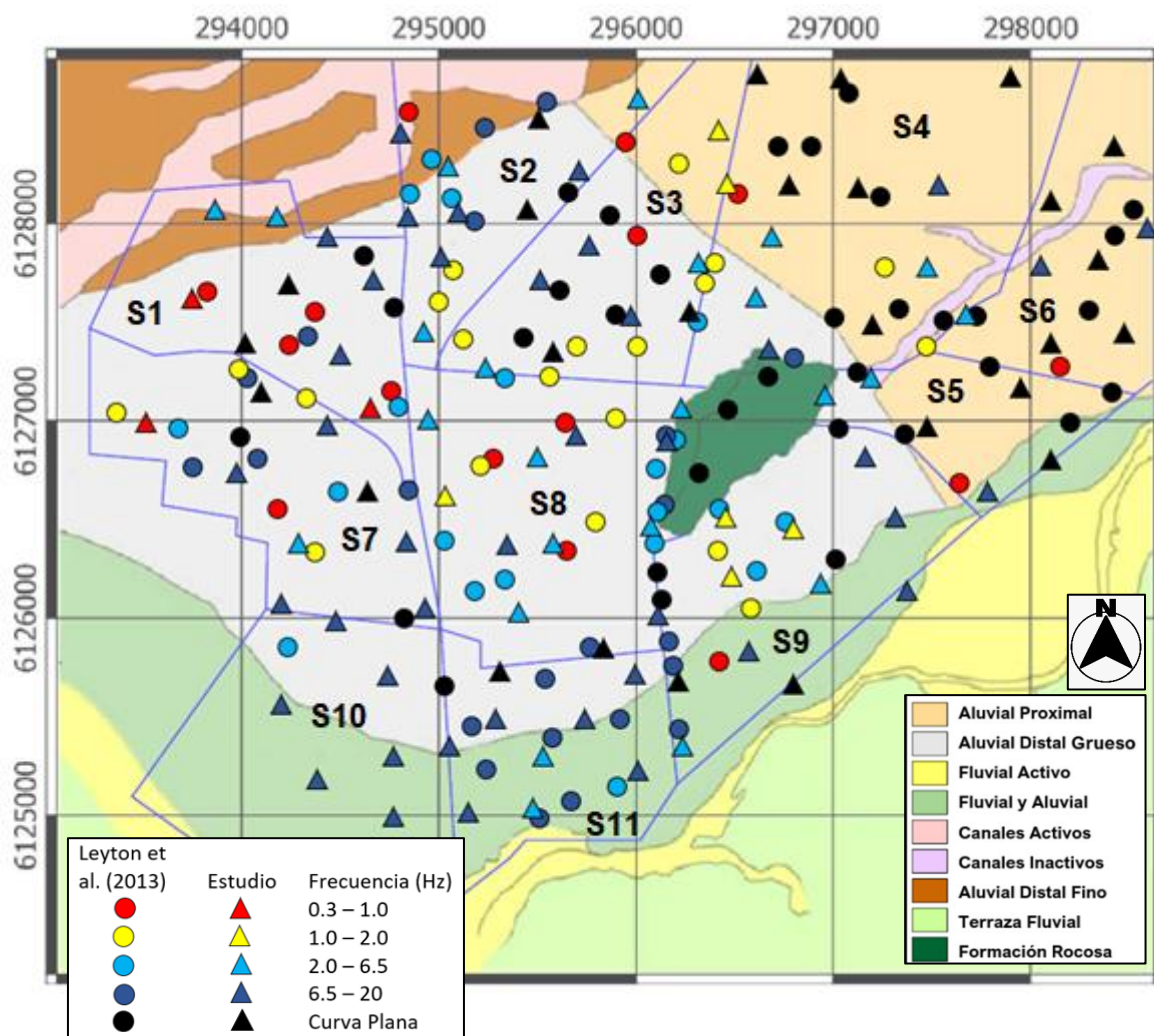 294000 295000 296000 297000 298000
6128000
6127000
6126000
6125000
S4
S2
S3
S1
S6
S5
S8
S7
S9
S10
S11
N
Aluvial Proximal
Aluvial Distal Grueso
Fluvial Activo
Fluvial y Aluvial
Canales Activos
Canales Inactivos
Aluvial Distal Fino
Terraza Fluvial
Formación Rocosa
Leyton et
al. (2013) Estudio Frecuencia (Hz)
0.3 – 1.0
1.0 – 2.0
2.0 – 6.5
6.5 – 20
Curva Plana